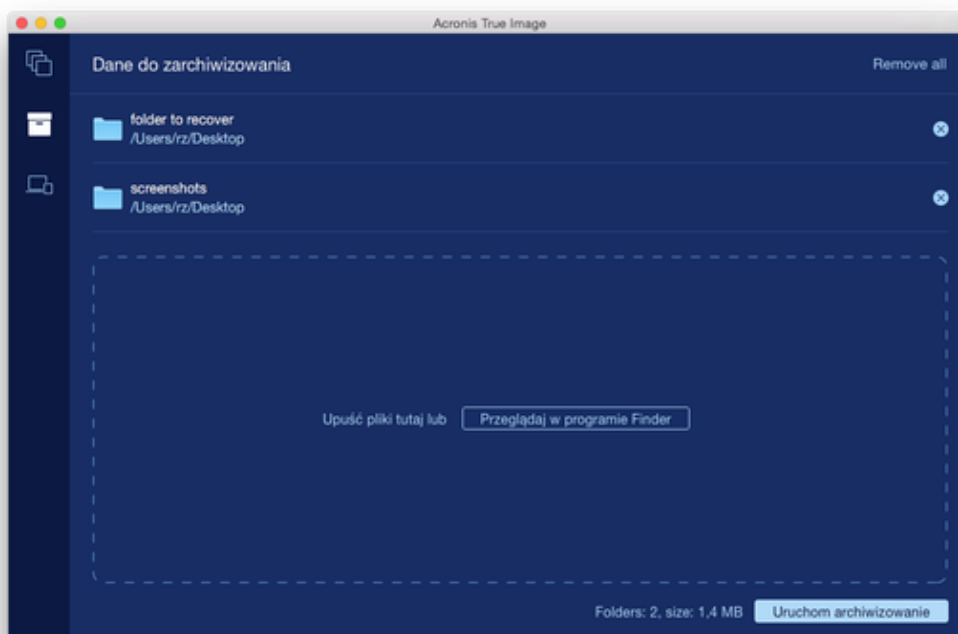 Acronis True Image
Dane do zarchiwizowania
Remove all
folder to recover
/Users/rz/Desktop
screenshots
/Users/rz/Desktop
Upuść pliki tutaj lub
Przeglądaj w programie Finder
Folders: 2, size: 1,4 MB
Uruchom archiwizowanie